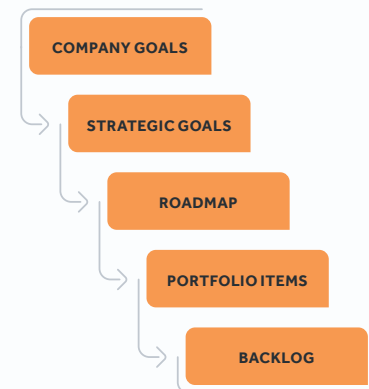 COMPANY GOALS
STRATEGIC GOALS
ROADMAP
PORTFOLIO ITEMS
BACKLOG